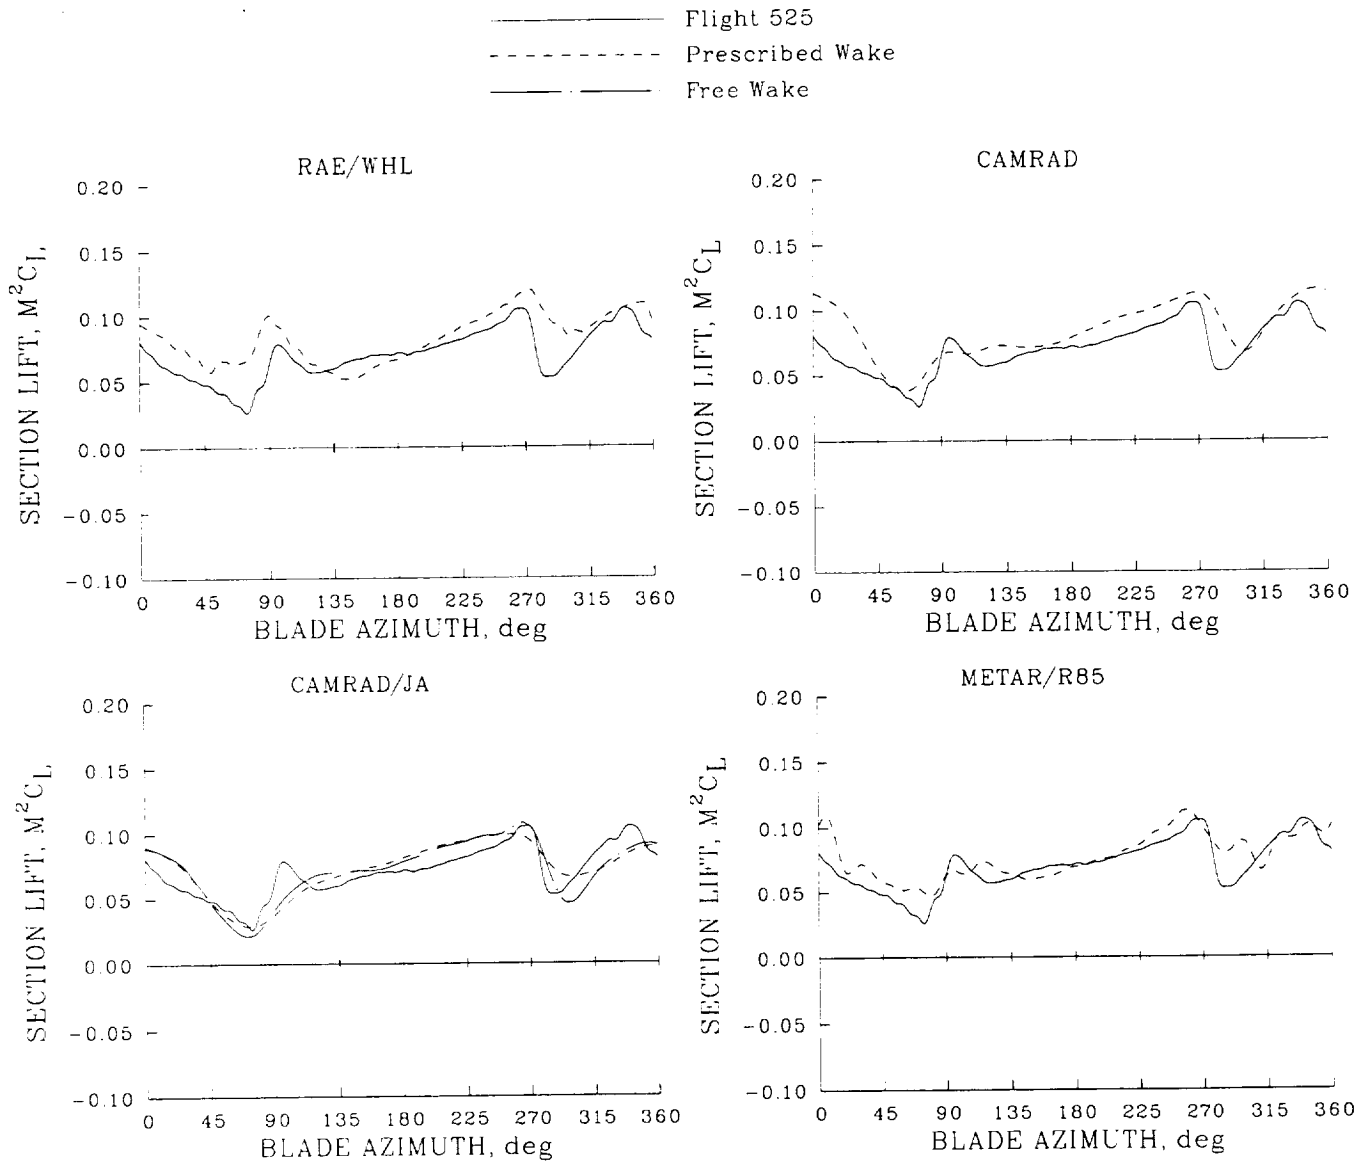 Flight 525
Prescribed Wake
Free Wake
RAE/WHL
0.20
0.15
0.10
0.05
0.00
-0.05
-0.10
SECTION LIFT, M²C_L
0 45 90 135 180 225 270 315 360
BLADE AZIMUTH, deg
CAMRAD
0.20
0.15
0.10
0.05
0.00
-0.05
-0.10
SECTION LIFT, M²C_L
0 45 90 135 180 225 270 315 360
BLADE AZIMUTH, deg
CAMRAD/JA
0.20
0.15
0.10
0.05
0.00
-0.05
-0.10
SECTION LIFT, M²C_L
0 45 90 135 180 225 270 315 360
BLADE AZIMUTH, deg
METAR/R85
0.20
0.15
0.10
0.05
0.00
-0.05
-0.10
SECTION LIFT, M²C_L
0 45 90 135 180 225 270 315 360
BLADE AZIMUTH, deg